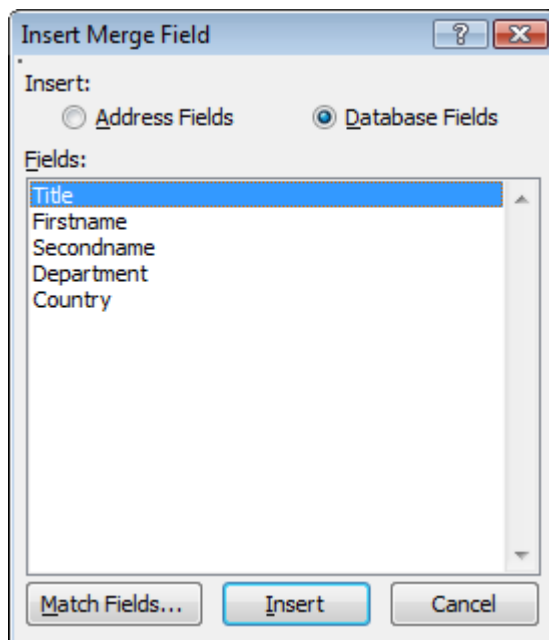 Insert Merge Field
Insert:
Address Fields Database Fields
Fields:
Title
Firstname
Secondname
Department
Country
Match Fields... Insert Cancel